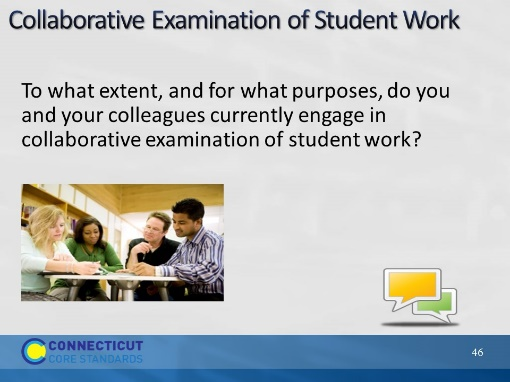 Collaborative Examination of Student Work
To what extent, and for what purposes, do you
and your colleagues currently engage in
collaborative examination of student work?
CONNECTICUT
CORE STANDARDS
46